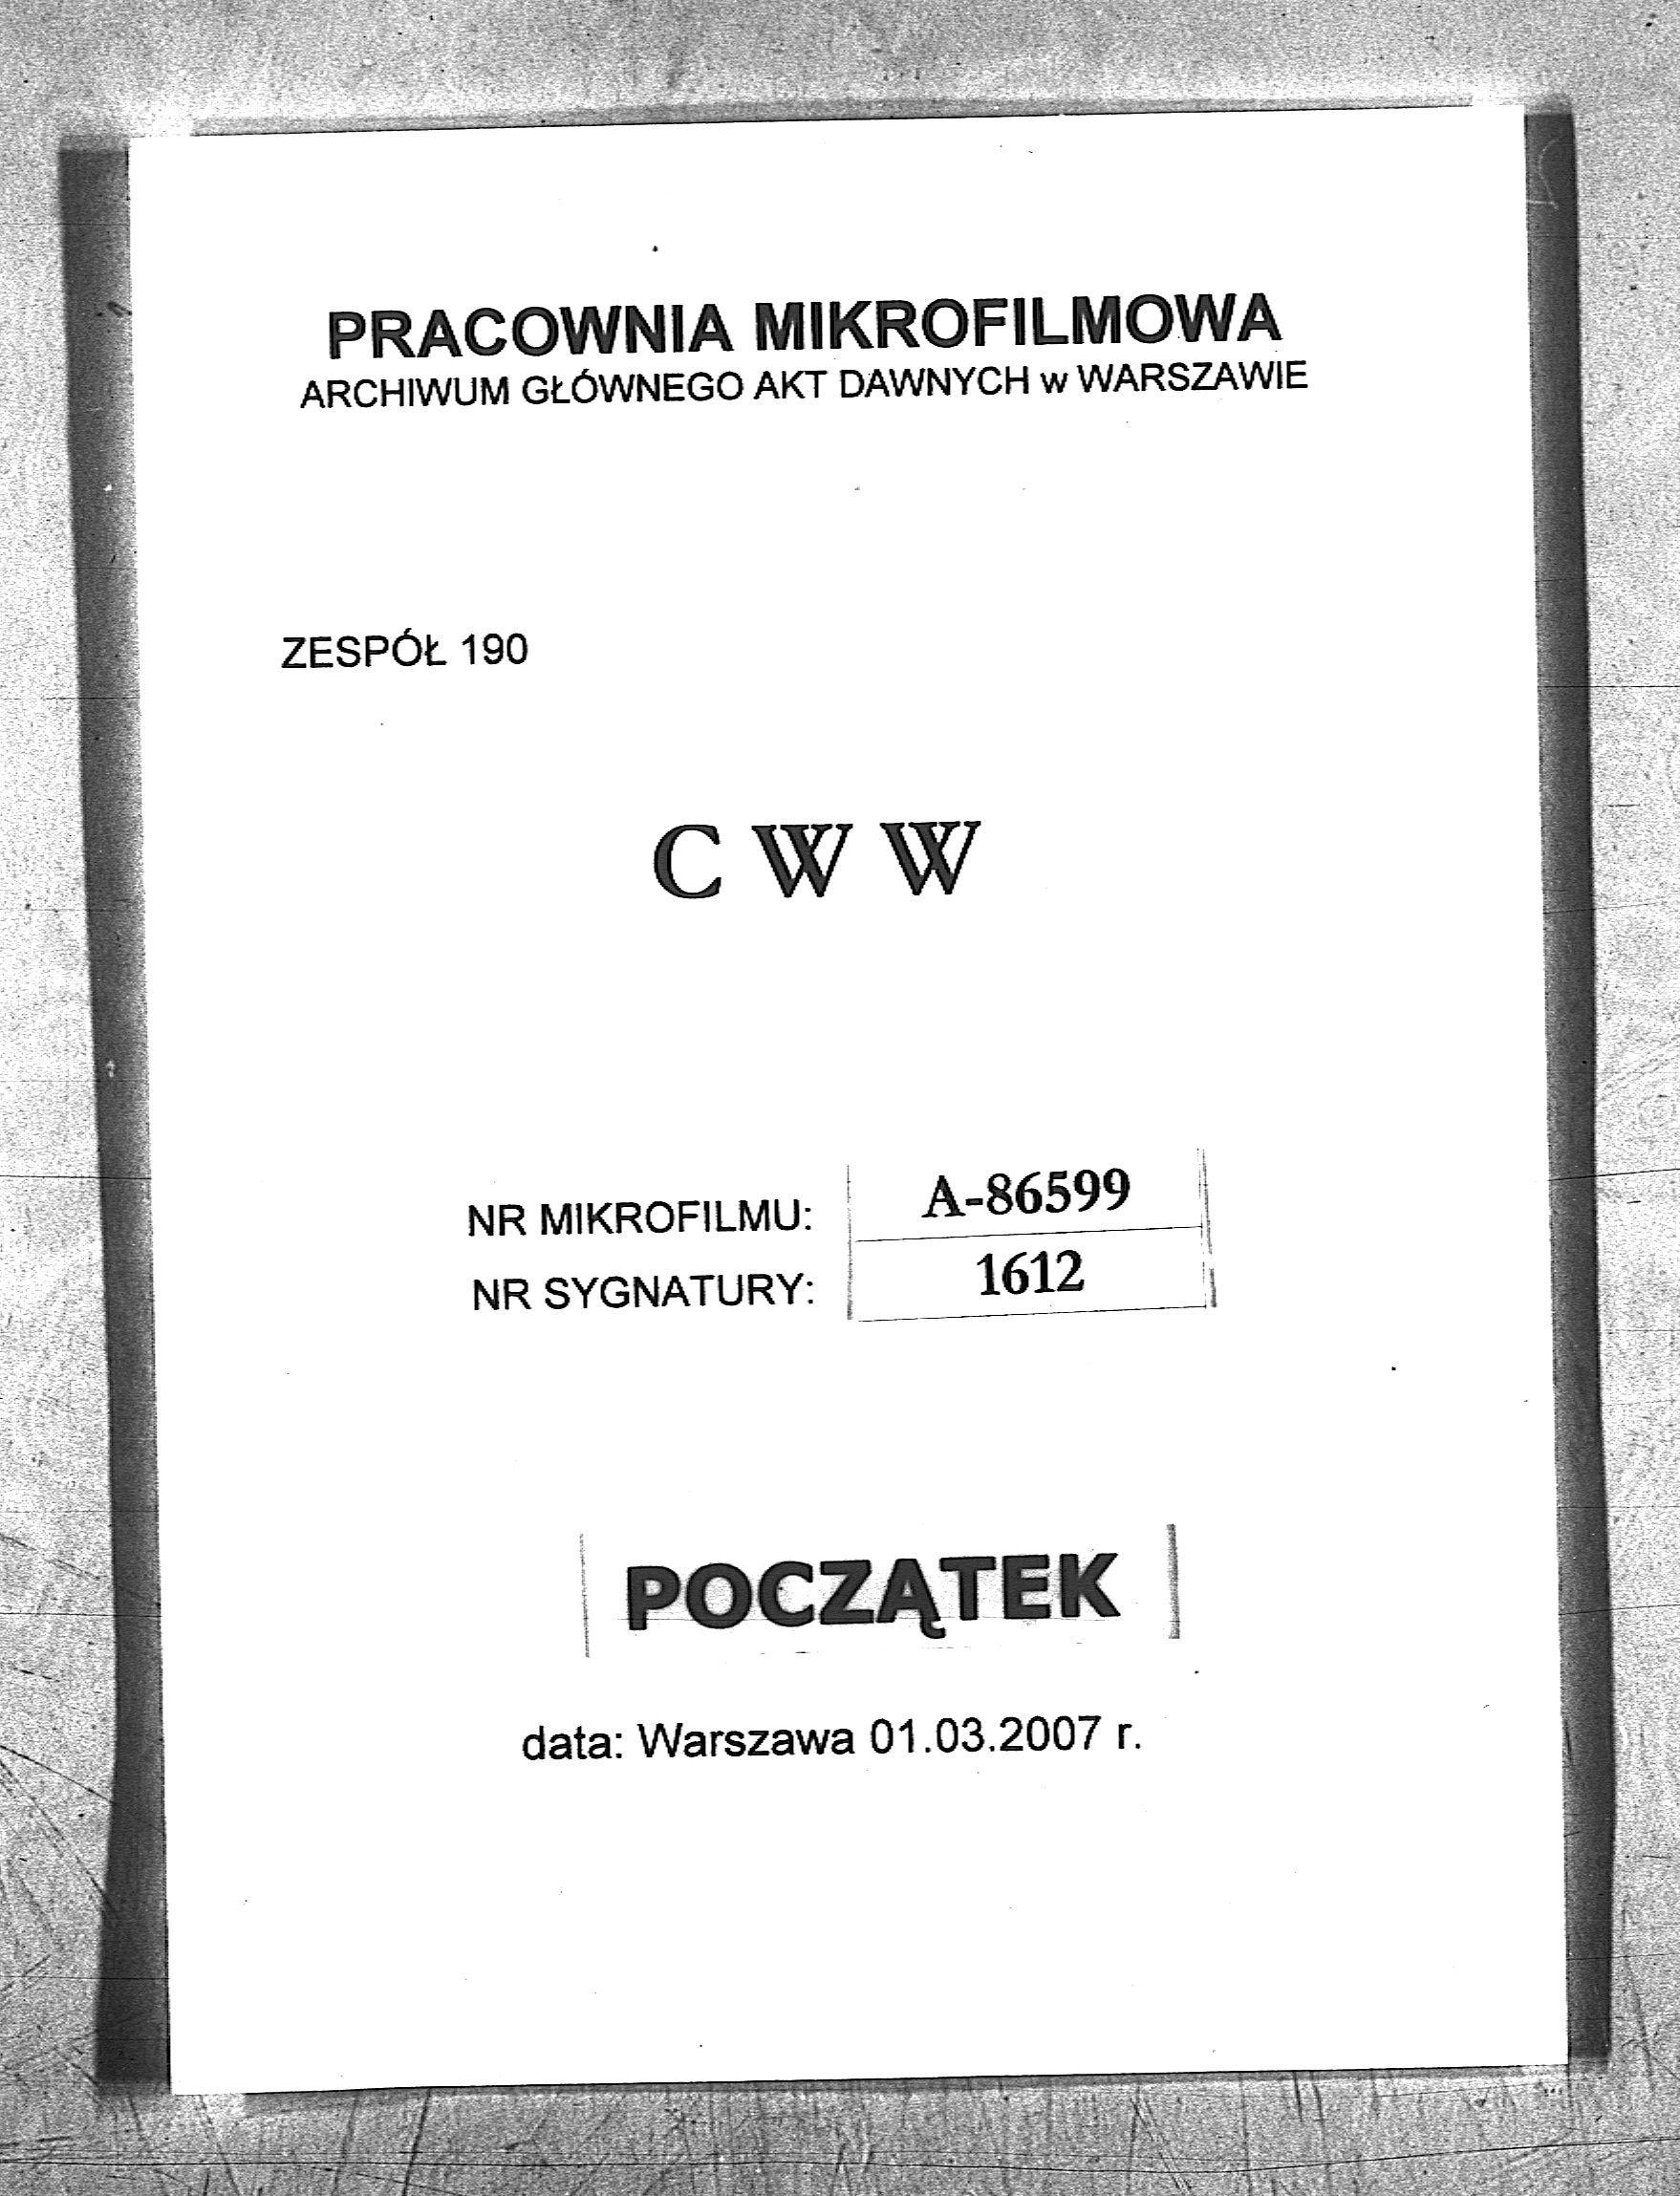 PRACOWNIA MIKROFILMOWA
ARCHIWUM GŁÓWNEGO AKT DAWNYCH w WARSZAWIE
ZESPÓŁ 190
C W W
NR MIKROFILMU: A-86599
NR SYGNATURY: 1612
POCZĄTEK
data: Warszawa 01.03.2007 r.